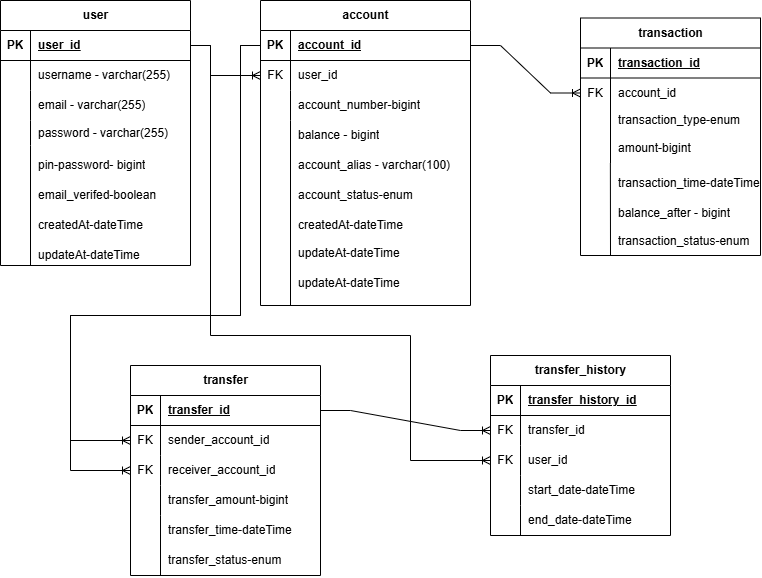 user
PK user_id
username - varchar(255)
email - varchar(255)
password - varchar(255)
pin-password- bigint
email_verifed-boolean
createdAt-dateTime
updateAt-dateTime
account
PK account_id
FK user_id
account_number-bigint
balance - bigint
account_alias - varchar(100)
account_status-enum
createdAt-dateTime
updateAt-dateTime
updateAt-dateTime
transaction
PK transaction_id
FK account_id
transaction_type-enum
amount-bigint
transaction_time-dateTime
balance_after - bigint
transaction_status-enum
transfer
PK transfer_id
FK sender_account_id
FK receiver_account_id
transfer_amount-bigint
transfer_time-dateTime
transfer_status-enum
transfer_history
PK transfer_history_id
FK transfer_id
FK user_id
start_date-dateTime
end_date-dateTime